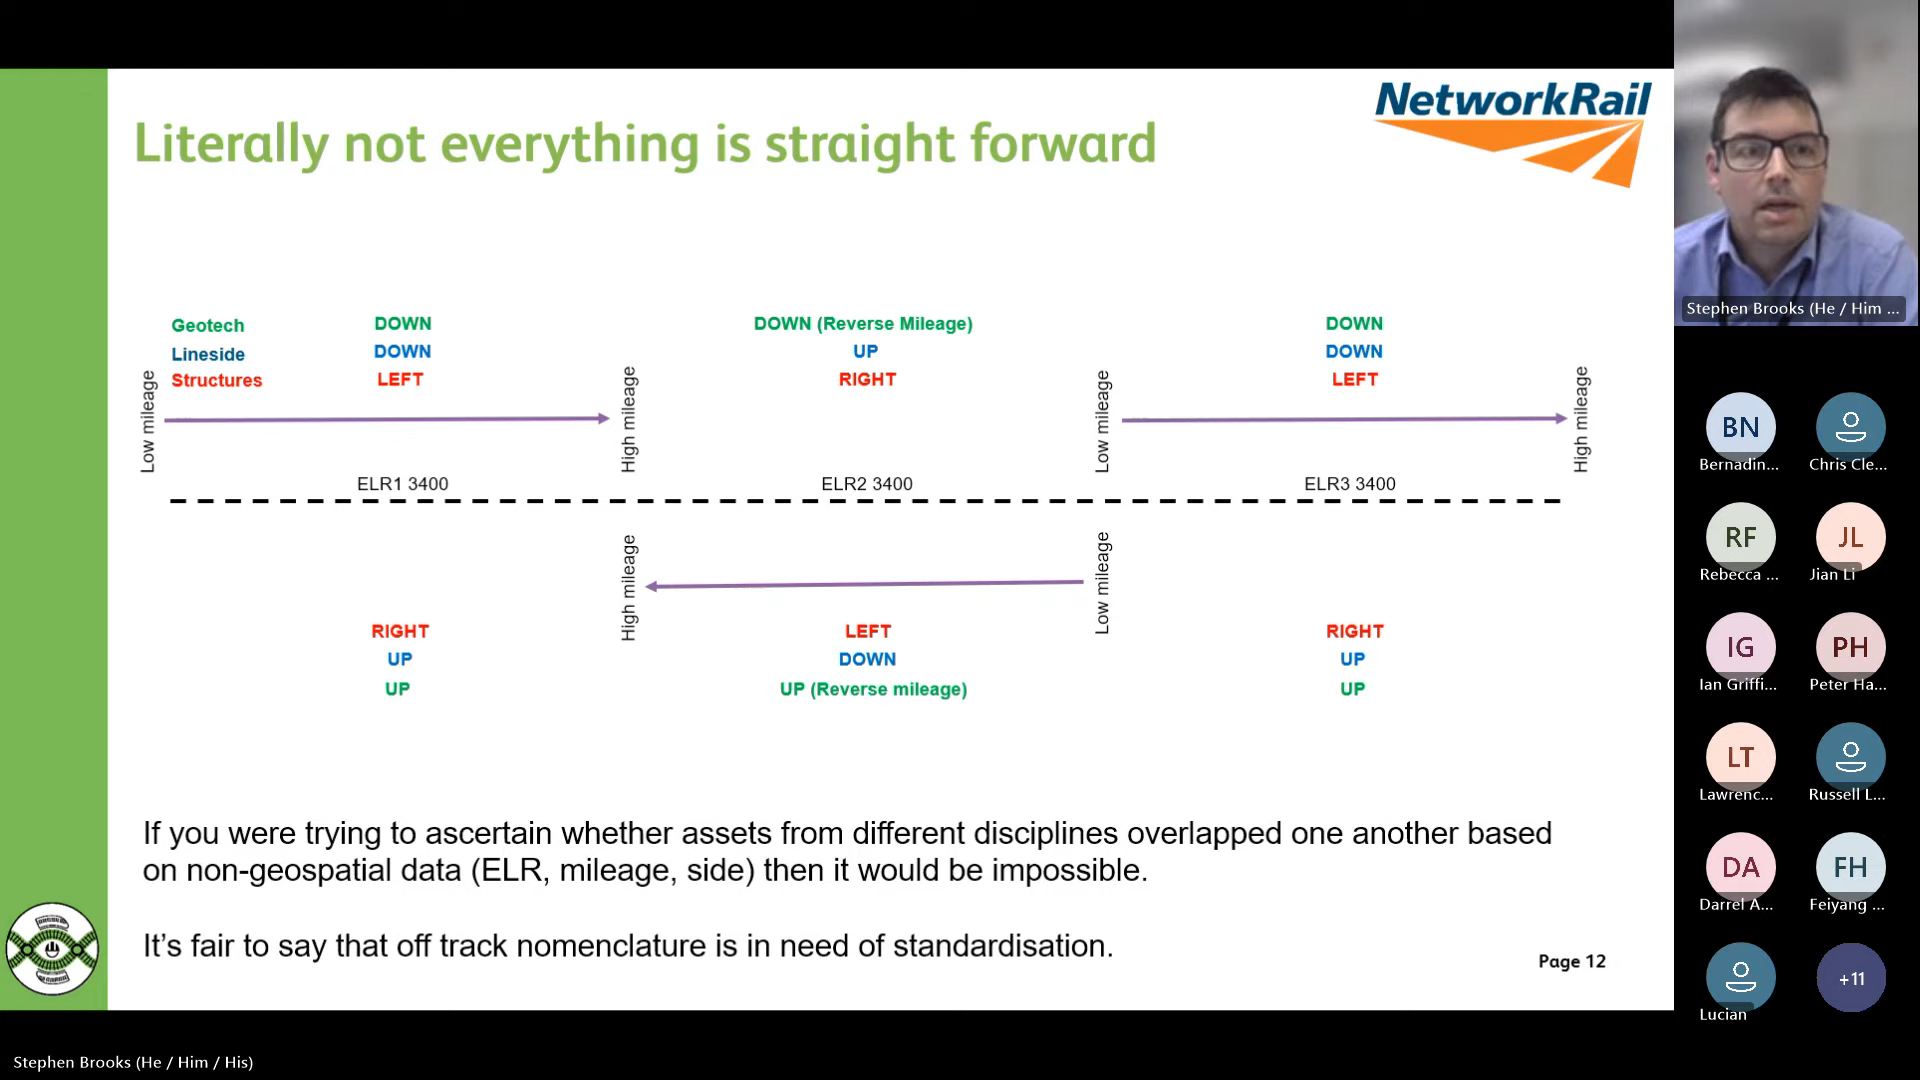 NetworkRail
Literally not everything is straight forward
Geotech DOWN DOWN (Reverse Mileage) DOWN
Lineside DOWN UP DOWN
Structures LEFT RIGHT LEFT
Low mileage
High mileage
Low mileage
High mileage
ELR1 3400 ELR2 3400 ELR3 3400
High mileage
Low mileage
RIGHT LEFT RIGHT
UP DOWN UP
UP UP (Reverse mileage) UP
If you were trying to ascertain whether assets from different disciplines overlapped one another based
on non-geospatial data (ELR, mileage, side) then it would be impossible.
It's fair to say that off track nomenclature is in need of standardisation.
Page 12
Stephen Brooks (He / Him / His)
Stephen Brooks (He / Him ...
BN
Bernadin...
Chris Cle...
RF
Rebecca ...
JL
Jian Li
IG
Ian Griffi...
PH
Peter Ha...
LT
Lawrenc...
Russell L...
DA
Darrel A...
FH
Feiyang ...
Lucian
+11